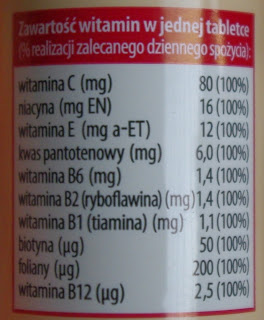 Zawartość witamin w jednej tabletce
(% realizacji zalecanego dziennego spożycia):
witamina C (mg) 80 (100%)
niacyna (mg EN) 16 (100%)
witamina E (mg a-ET) 12 (100%)
kwas pantotenowy (mg) 6,0 (100%)
witamina B6 (mg) 1,4 (100%)
witamina B2 (ryboflawina) (mg) 1,4 (100%)
witamina B1 (tiamina) (mg) 1,1 (100%)
biotyna (µg) 50 (100%)
foliany (µg) 200 (100%)
witamina B12 (µg) 2,5 (100%)